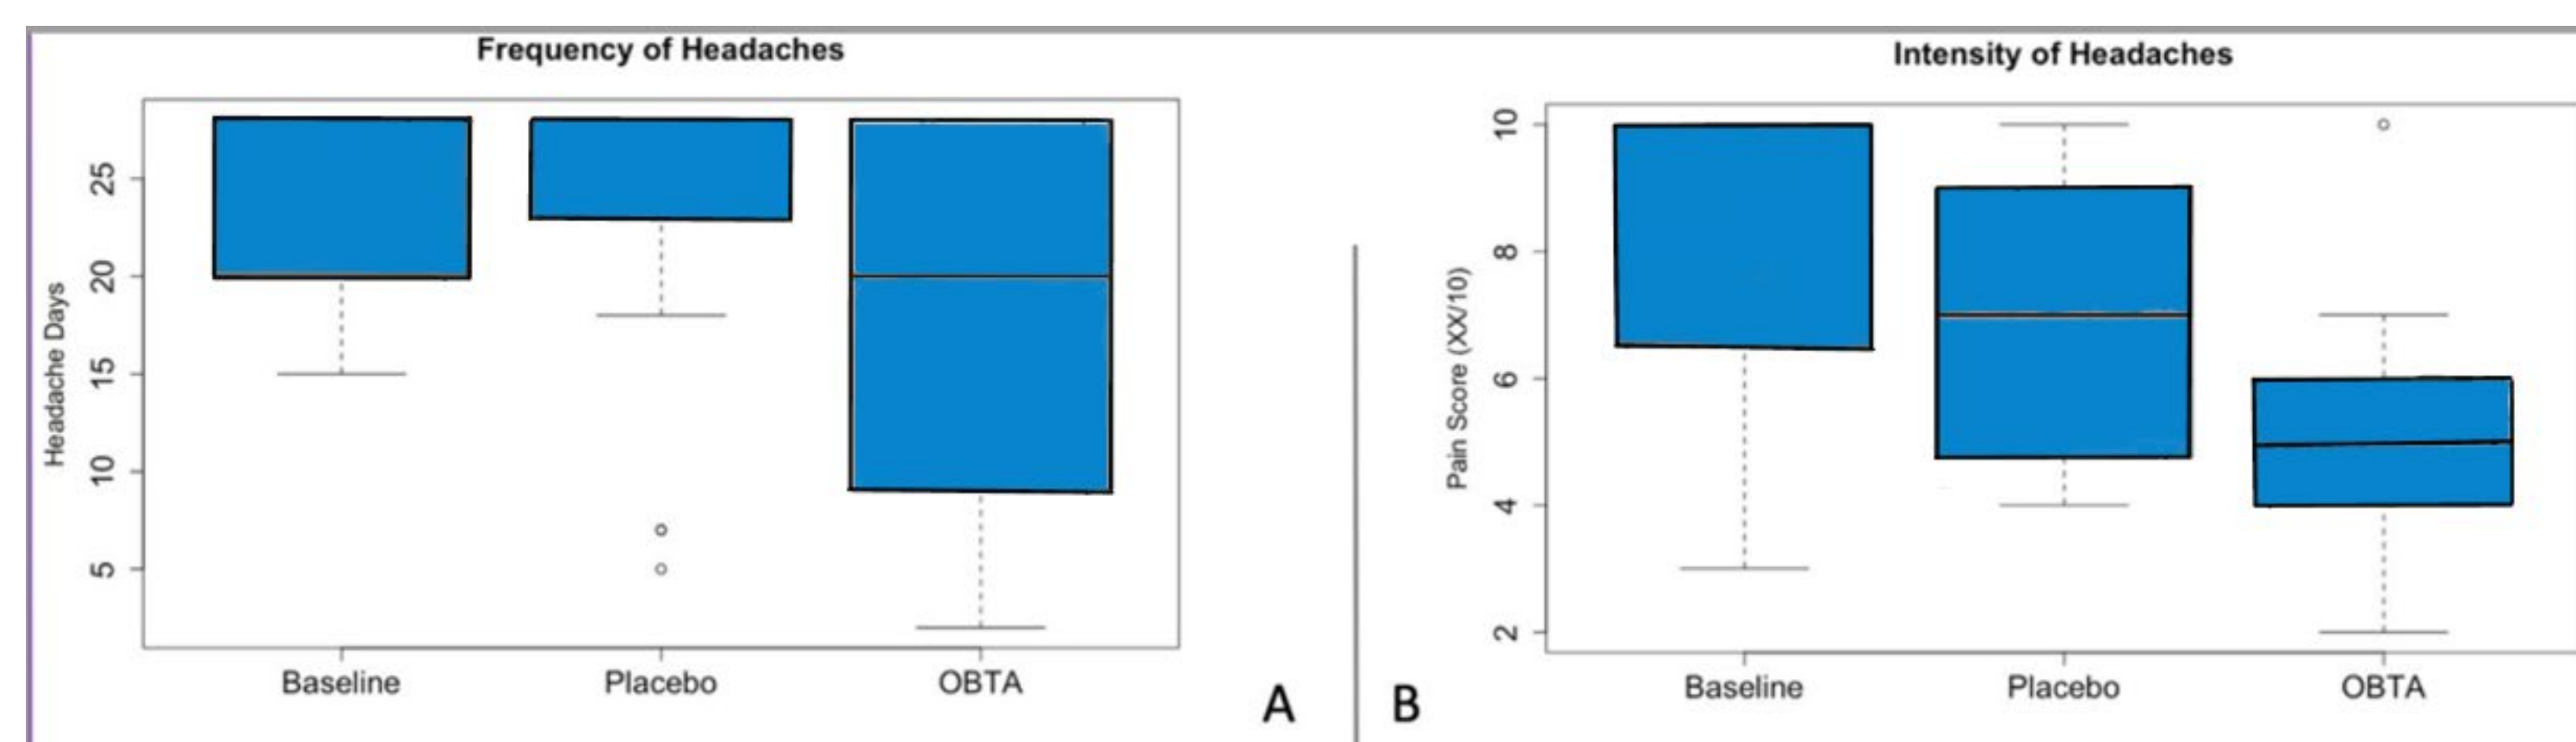 Frequency of Headaches
Headache Days
25
20
15
10
5
Baseline Placebo OBTA
A
Intensity of Headaches
Pain Score (XX/10)
10
8
6
4
2
Baseline Placebo OBTA
B